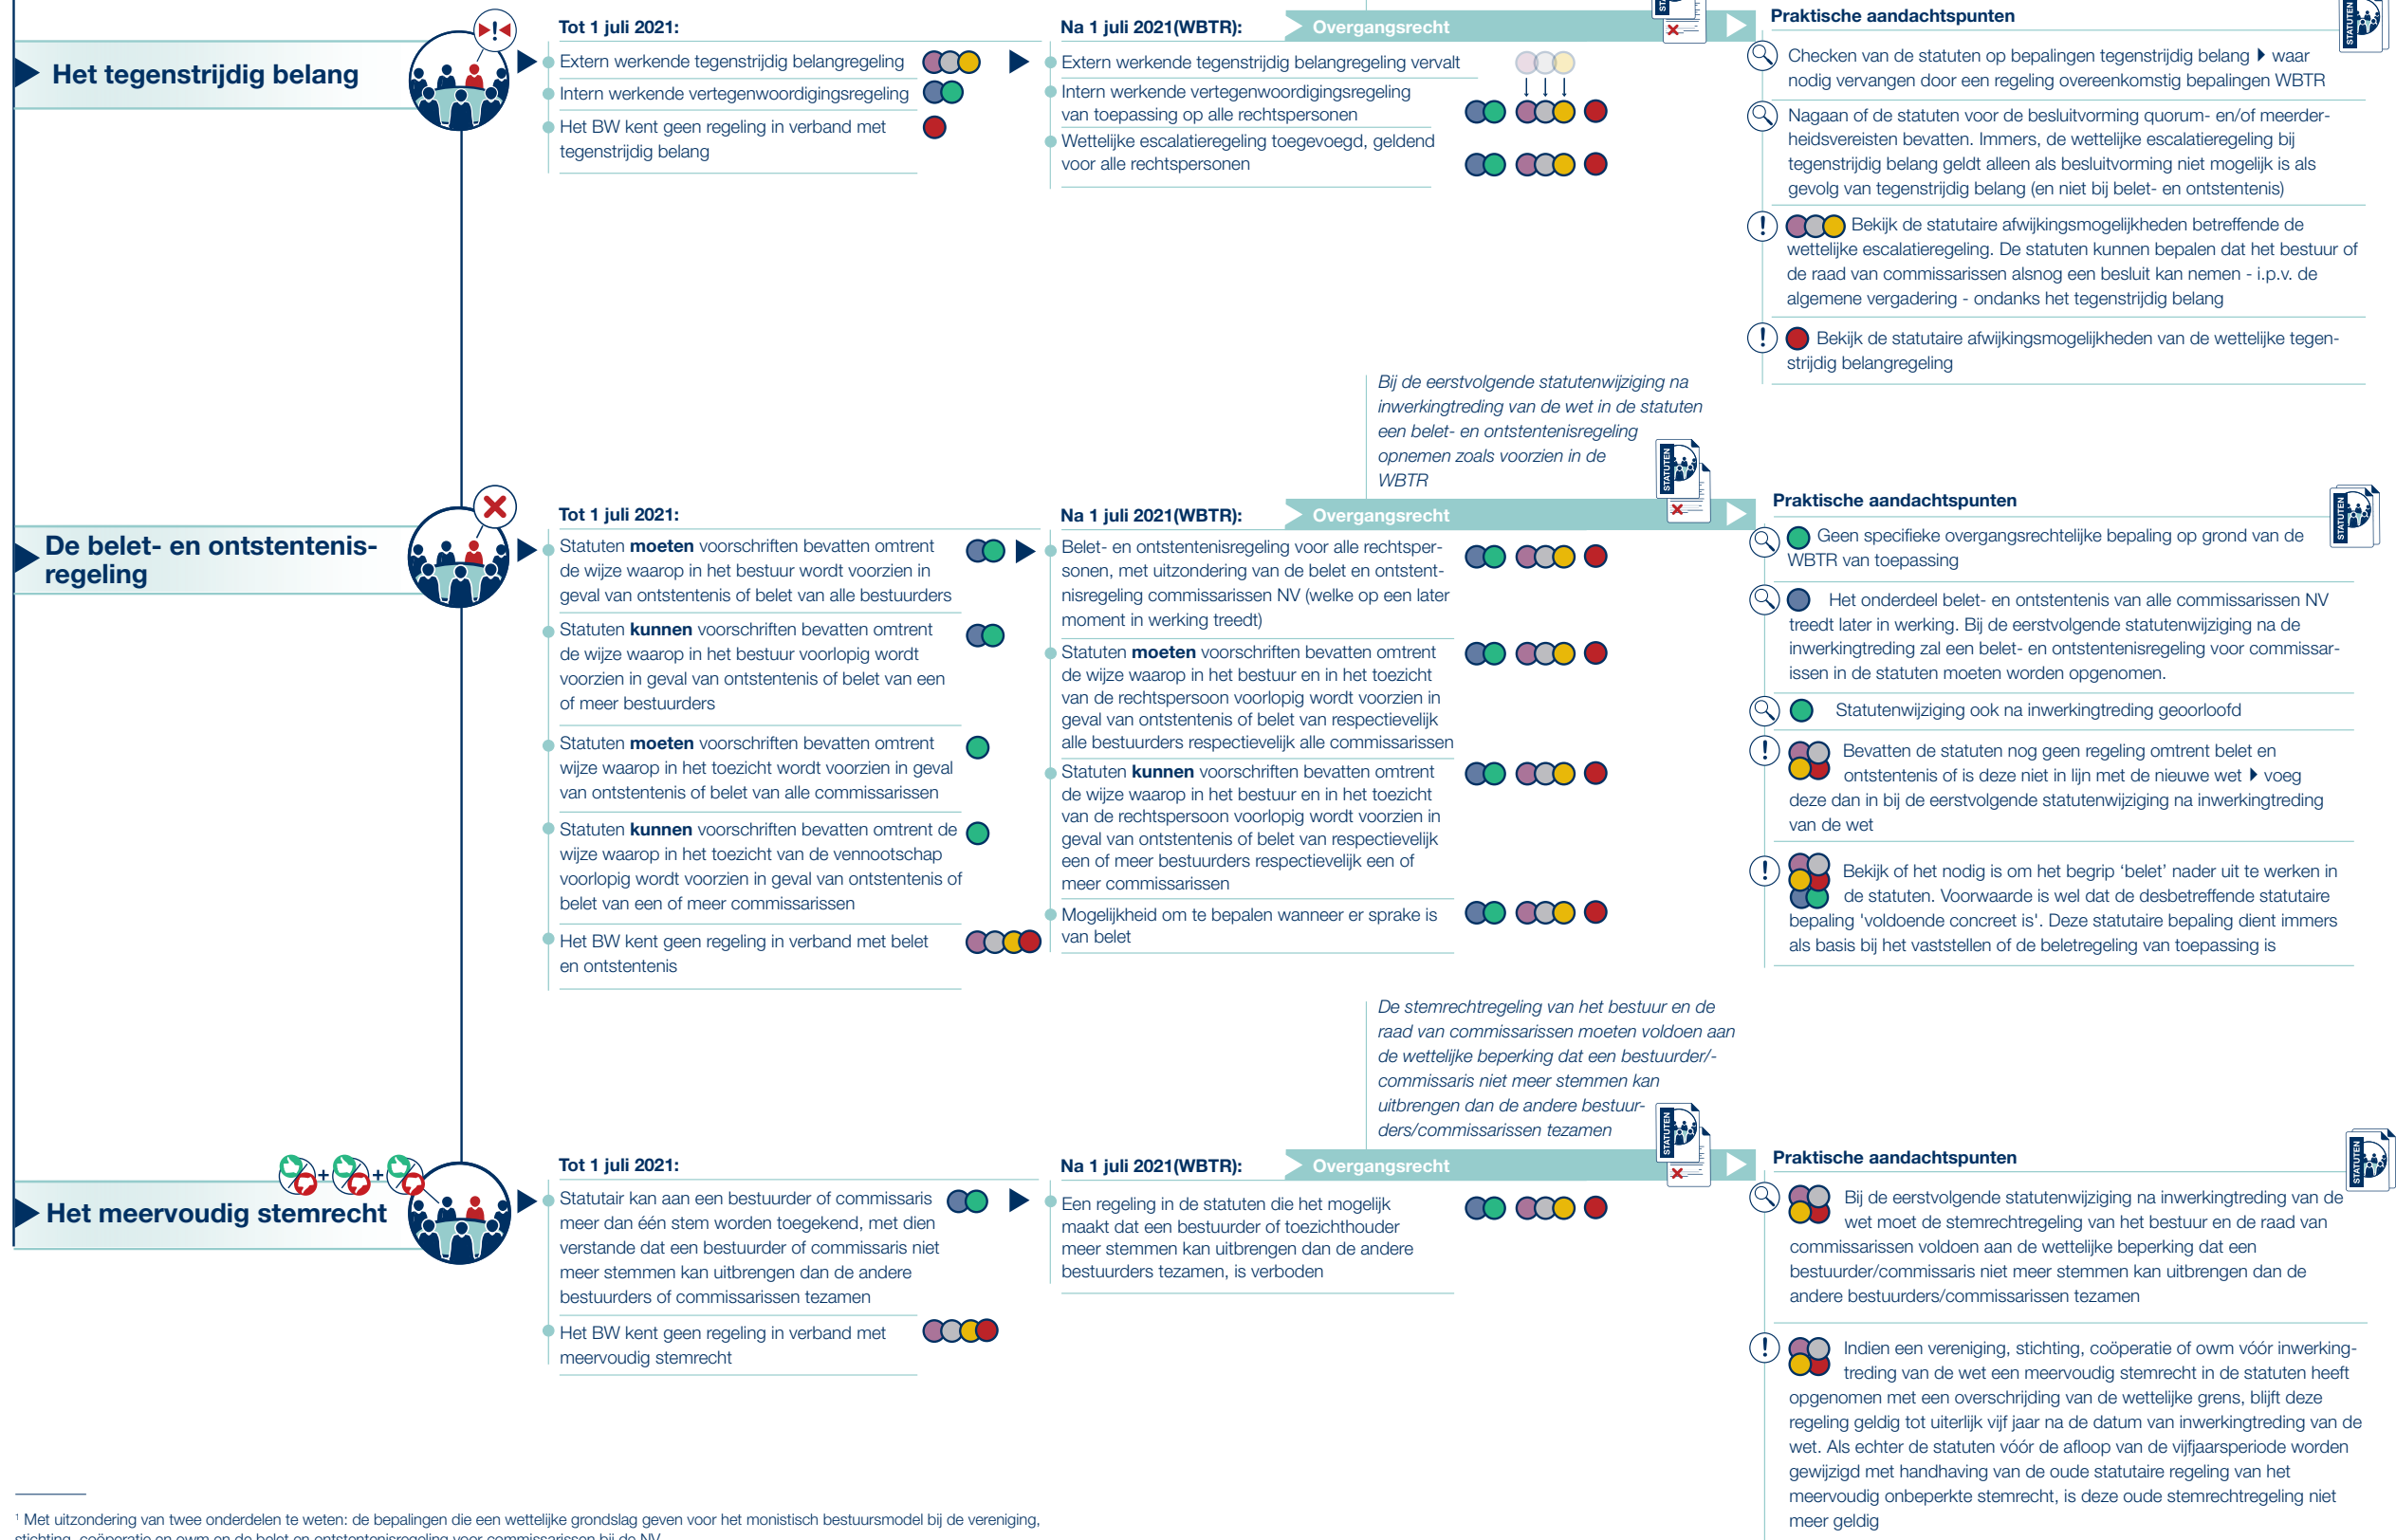 Het tegenstrijdig belang
Tot 1 juli 2021:
Extern werkende tegenstrijdig belangregeling
Intern werkende vertegenwoordigingsregeling
Het BW kent geen regeling in verband met
tegenstrijdig belang
Na 1 juli 2021(WBTR):
Overgangsrecht
Extern werkende tegenstrijdig belangregeling vervalt
Intern werkende vertegenwoordigingsregeling
van toepassing op alle rechtspersonen
Wettelijke escalatieregeling toegevoegd, geldend
voor alle rechtspersonen
Praktische aandachtspunten
Checken van de statuten op bepalingen tegenstrijdig belang waar
nodig vervangen door een regeling overeenkomstig bepalingen WBTR
Nagaan of de statuten voor de besluitvorming quorum- en/of meerder-
heidsvereisten bevatten. Immers, de wettelijke escalatieregeling bij
tegenstrijdig belang geldt alleen als besluitvorming niet mogelijk is als
gevolg van tegenstrijdig belang (en niet bij belet- en ontstentenis)
Bekijk de statutaire afwijkingsmogelijkheden betreffende de
wettelijke escalatieregeling. De statuten kunnen bepalen dat het bestuur of
de raad van commissarissen alsnog een besluit kan nemen - i.p.v. de
algemene vergadering - ondanks het tegenstrijdig belang
Bekijk de statutaire afwijkingsmogelijkheden van de wettelijke tegen-
strijdig belangregeling
De belet- en ontstentenis-
regeling
Tot 1 juli 2021:
Statuten moeten voorschriften bevatten omtrent
de wijze waarop in het bestuur wordt voorzien in
geval van ontstentenis of belet van alle bestuurders
Statuten kunnen voorschriften bevatten omtrent
de wijze waarop in het bestuur voorlopig wordt
voorzien in geval van ontstentenis of belet van een
of meer bestuurders
Statuten moeten voorschriften bevatten omtrent
wijze waarop in het toezicht wordt voorzien in geval
van ontstentenis of belet van alle commissarissen
Statuten kunnen voorschriften bevatten omtrent de
wijze waarop in het toezicht van de vennootschap
voorlopig wordt voorzien in geval van ontstentenis of
belet van een of meer commissarissen
Het BW kent geen regeling in verband met belet
en ontstentenis
Bij de eerstvolgende statutenwijziging na
inwerkingtreding van de wet in de statuten
een belet- en ontstentenisregeling
opnemen zoals voorzien in de
WBTR
STATUTEN
Na 1 juli 2021(WBTR):
Overgangsrecht
Belet- en ontstentenisregeling voor alle rechtsper-
sonen, met uitzondering van de belet en ontstent-
nisregeling commissarissen NV (welke op een later
moment in werking treedt)
Statuten moeten voorschriften bevatten omtrent
de wijze waarop in het bestuur en in het toezicht
van de rechtspersoon voorlopig wordt voorzien in
geval van ontstentenis of belet van respectievelijk
alle bestuurders respectievelijk alle commissarissen
Statuten kunnen voorschriften bevatten omtrent
de wijze waarop in het bestuur en in het toezicht
van de rechtspersoon voorlopig wordt voorzien in
geval van ontstentenis of belet van respectievelijk
een of meer bestuurders respectievelijk een of
meer commissarissen
Mogelijkheid om te bepalen wanneer er sprake is
van belet
Praktische aandachtspunten
STATUTEN
Geen specifieke overgangsrechtelijke bepaling op grond van de
WBTR van toepassing
Het onderdeel belet- en ontstentenis van alle commissarissen NV
treedt later in werking. Bij de eerstvolgende statutenwijziging na de
inwerkingtreding zal een belet- en ontstentenisregeling voor commissar-
issen in de statuten moeten worden opgenomen.
Statutenwijziging ook na inwerkingtreding geoorloofd
Bevatten de statuten nog geen regeling omtrent belet en
ontstentenis of is deze niet in lijn met de nieuwe wet voeg
deze dan in bij de eerstvolgende statutenwijziging na inwerkingtreding
van de wet
Bekijk of het nodig is om het begrip ‘belet’ nader uit te werken in
de statuten. Voorwaarde is wel dat de desbetreffende statutaire
bepaling 'voldoende concreet is'. Deze statutaire bepaling dient immers
als basis bij het vaststellen of de beletregeling van toepassing is
Het meervoudig stemrecht
Tot 1 juli 2021:
Statutair kan aan een bestuurder of commissaris
meer dan één stem worden toegekend, met dien
verstande dat een bestuurder of commissaris niet
meer stemmen kan uitbrengen dan de andere
bestuurders of commissarissen tezamen
Het BW kent geen regeling in verband met
meervoudig stemrecht
De stemrechtregeling van het bestuur en de
raad van commissarissen moeten voldoen aan
de wettelijke beperking dat een bestuurder/-
commissaris niet meer stemmen kan
uitbrengen dan de andere bestuur-
ders/commissarissen tezamen
STATUTEN
Na 1 juli 2021(WBTR):
Overgangsrecht
Een regeling in de statuten die het mogelijk
maakt dat een bestuurder of toezichthouder
meer stemmen kan uitbrengen dan de andere
bestuurders tezamen, is verboden
Praktische aandachtspunten
STATUTEN
Bij de eerstvolgende statutenwijziging na inwerkingtreding van de
wet moet de stemrechtregeling van het bestuur en de raad van
commissarissen voldoen aan de wettelijke beperking dat een
bestuurder/commissaris niet meer stemmen kan uitbrengen dan de
andere bestuurders/commissarissen tezamen
Indien een vereniging, stichting, coöperatie of owm vóór inwerking-
treding van de wet een meervoudig stemrecht in de statuten heeft
opgenomen met een overschrijding van de wettelijke grens, blijft deze
regeling geldig tot uiterlijk vijf jaar na de datum van inwerkingtreding van de
wet. Als echter de statuten vóór de afloop van de vijfjaarsperiode worden
gewijzigd met handhaving van de oude statutaire regeling van het
meervoudig onbeperkte stemrecht, is deze oude stemrechtregeling niet
meer geldig
¹ Met uitzondering van twee onderdelen te weten: de bepalingen die een wettelijke grondslag geven voor het monistisch bestuursmodel bij de vereniging,
stichting, coöperatie en owm en de belet en ontstentenisregeling voor commissarissen bij de NV